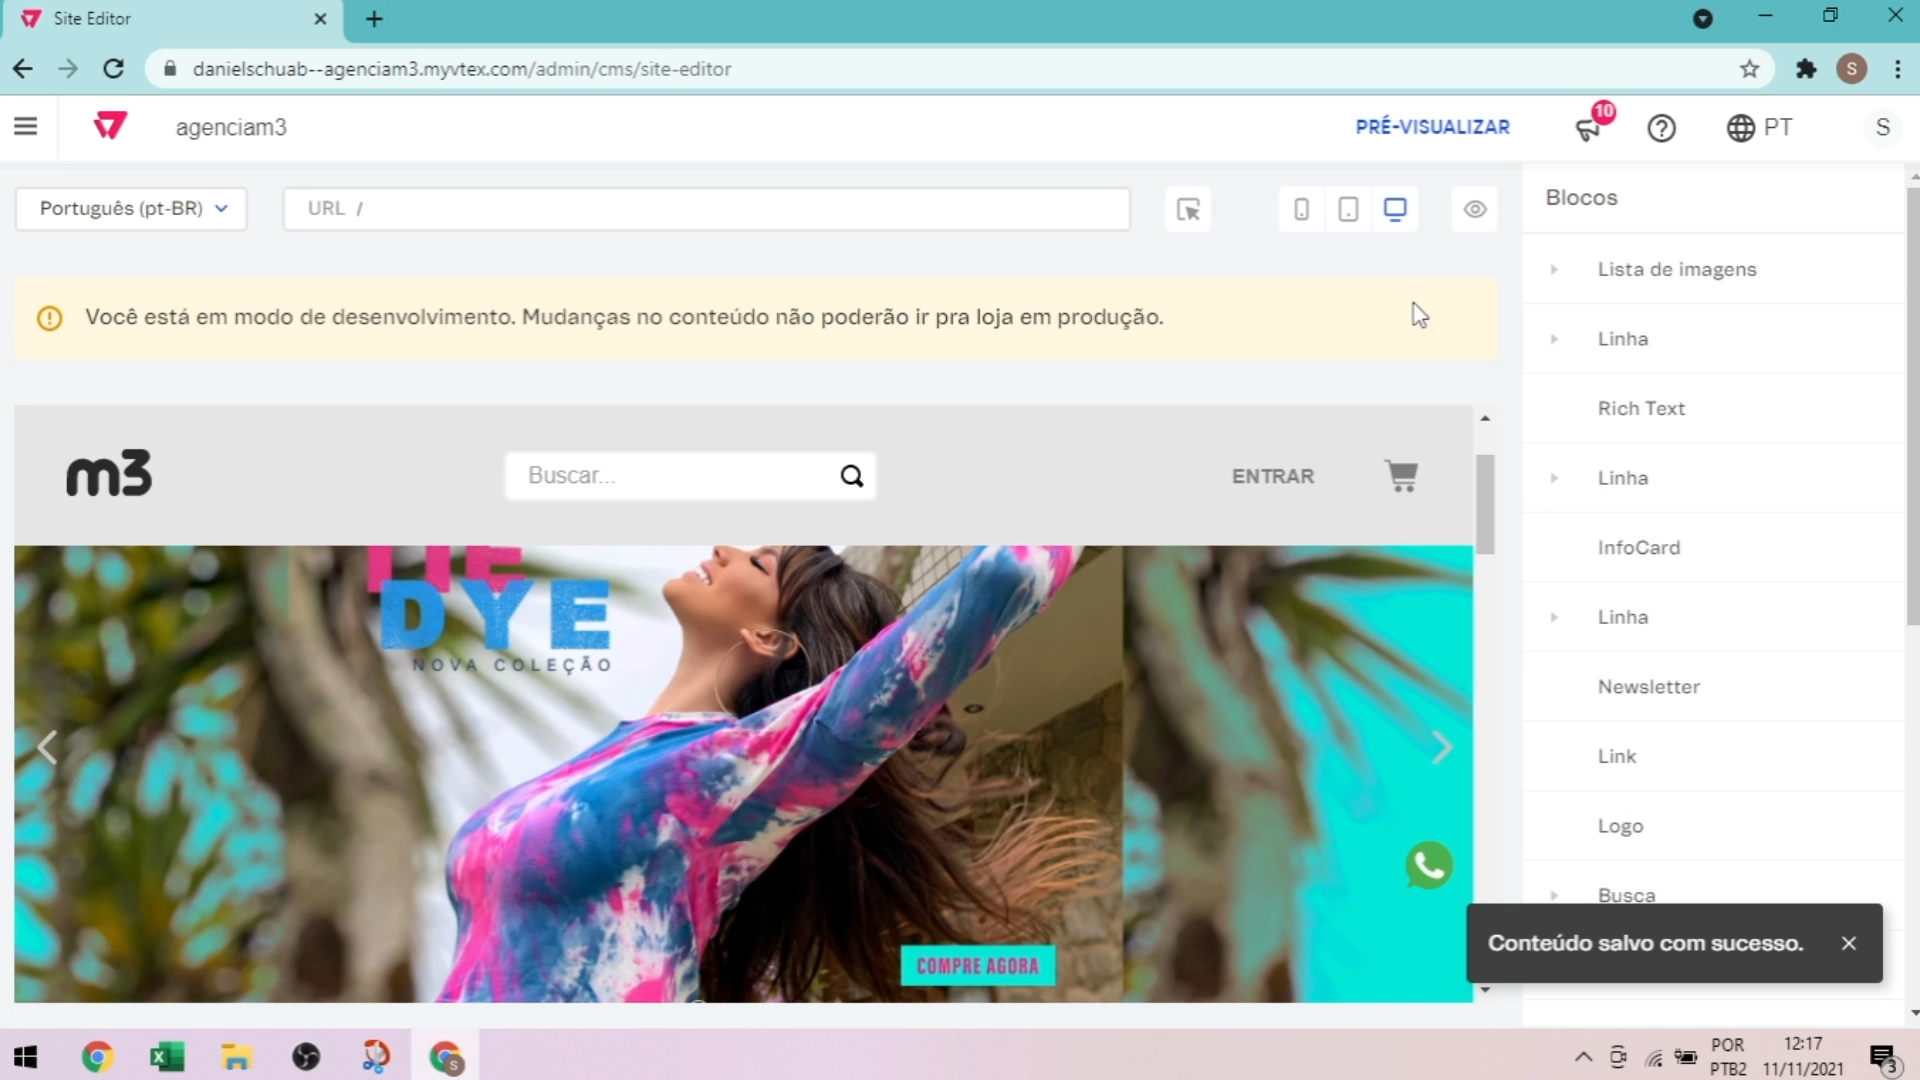 Site Editor
danielschuab--agenciam3.myvtex.com/admin/cms/site-editor
S
agenciam3
PRÉ-VISUALIZAR
10
PT
S
Português (pt-BR)
URL /
Blocos
Você está em modo de desenvolvimento. Mudanças no conteúdo não poderão ir pra loja em produção.
Lista de imagens
Linha
Rich Text
Linha
InfoCard
Linha
Newsletter
Link
Logo
Busca
m3
Buscar...
ENTRAR
TIE
DYE
NOVA COLEÇÃO
COMPRE AGORA
Conteúdo salvo com sucesso.
S
POR
PTB2
12:17
11/11/2021
3